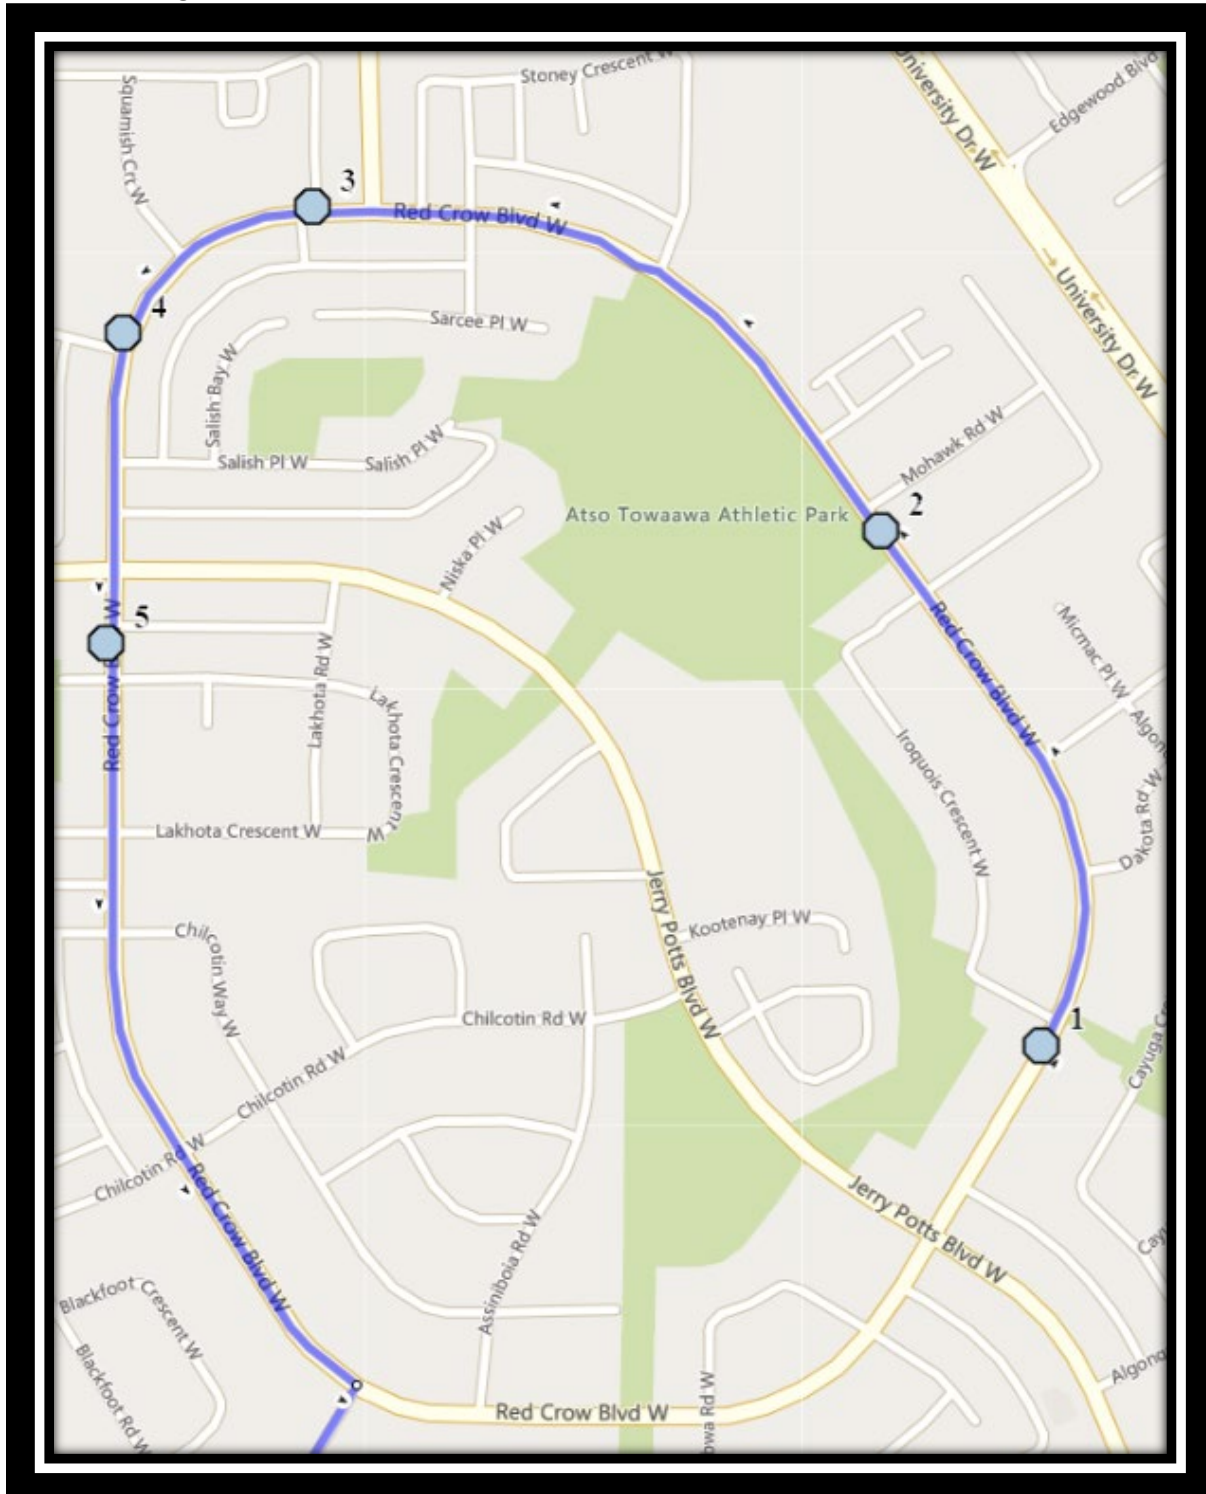 Stoney Crescent W
University Dr W
Edgewood Blvd
Squamish Crt W
3
Red Crow Blvd W
University Dr W
4
Sarcee Pl W
Salish Bay W
Mohawk Rd W
Salish Pl W
Salish Pl W
2
Atso Towaawa Athletic Park
Niska Pl W
5
Red Crow Blvd W
Micmac Pl W
Lakhota Rd W
Lakhota Crescent W
Iroquois Crescent W
Dakota Rd W
Lakhota Crescent W
Jerry Potts Blvd W
Kootenay Pl W
Chilcotin Way W
Chilcotin Rd W
1
Cayuga
Chilcotin Rd W
Chilcotin Rd W
Red Crow Blvd W
Jerry Potts Blvd W
Assiniboia Rd W
Blackfoot Crescent W
Blackfoot Rd W
Red Crow Blvd W